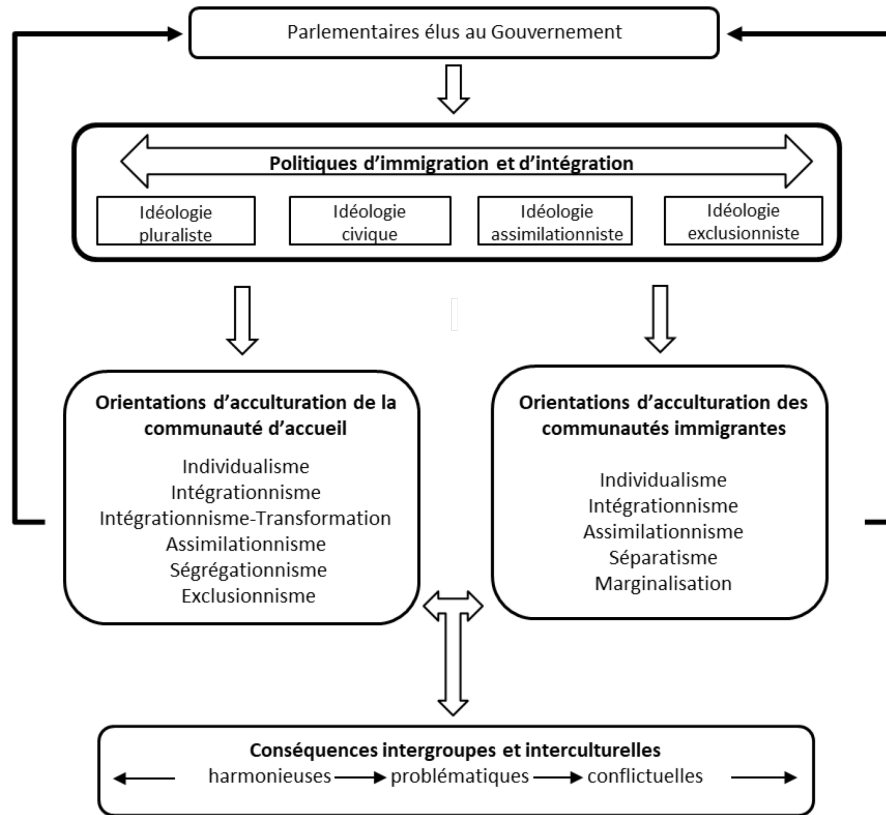 Parlementaires élus au Gouvernement
Politiques d’immigration et d’intégration
Idéologie
pluraliste
Idéologie
civique
Idéologie
assimilationniste
Idéologie
exclusionniste
Orientations d’acculturation de la
communauté d’accueil
Individualisme
Intégrationnisme
Intégrationnisme-Transformation
Assimilationnisme
Ségrégationnisme
Exclusionnisme
Orientations d’acculturation des
communautés immigrantes
Individualisme
Intégrationnisme
Assimilationnisme
Séparatisme
Marginalisation
Conséquences intergroupes et interculturelles
harmonieuses problématiques conflictuelles